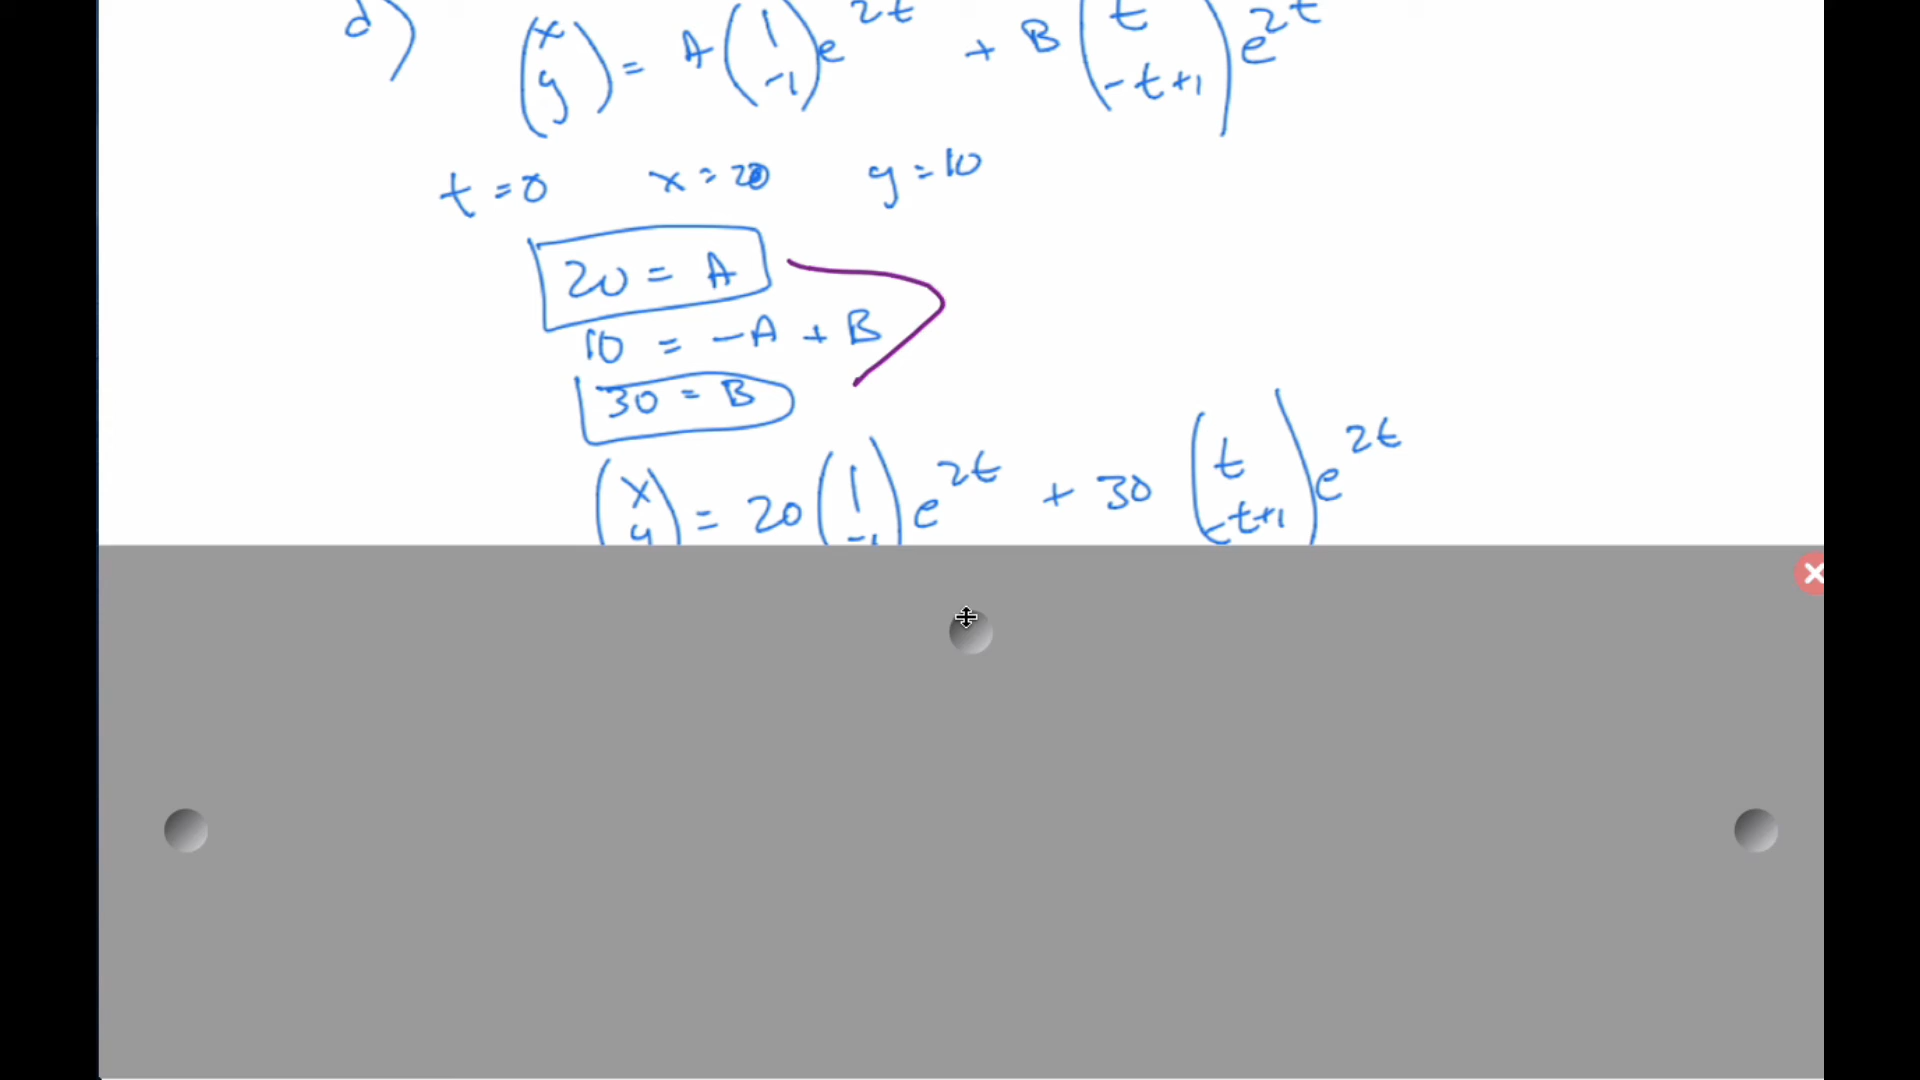 d) (x y) = A (1 -1) e^2t + B (t -t+1) e^2t
t = 0 x = 20 y = 10
20 = A
10 = -A + B
30 = B
(x y) = 20 (1 -1) e^2t + 30 (t -t+1) e^2t